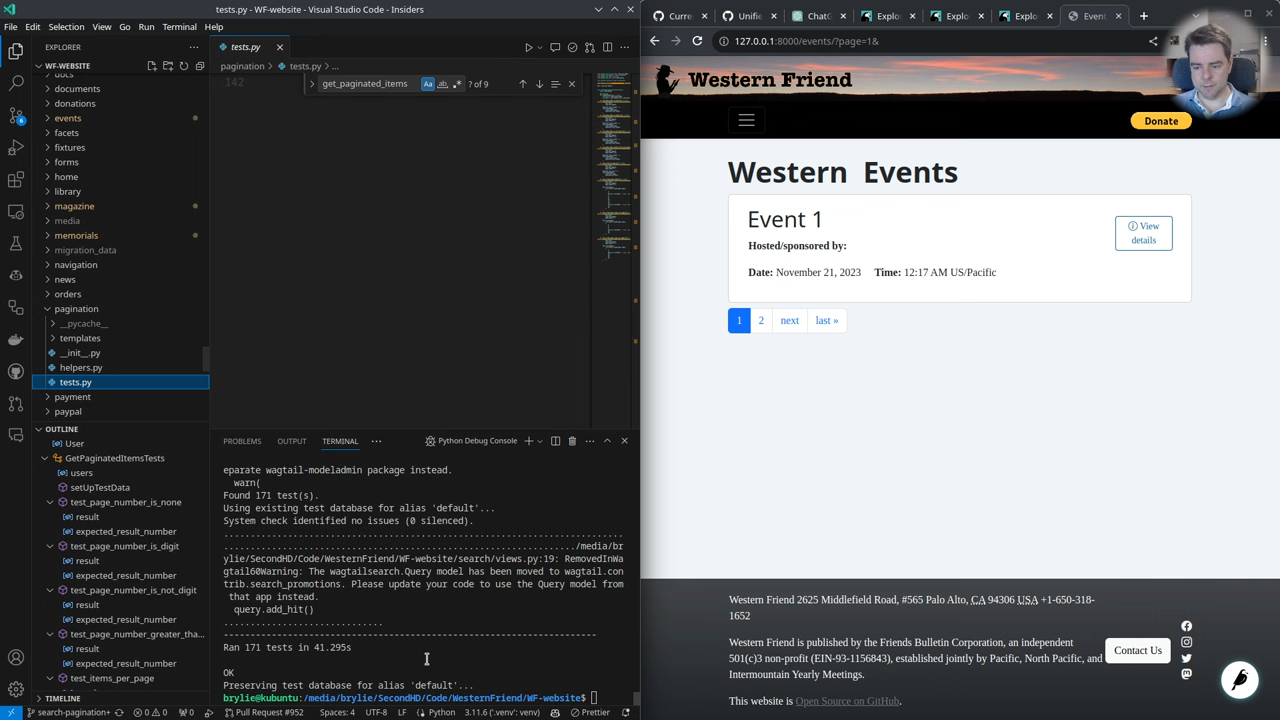 tests.py - WF-website - Visual Studio Code - Insiders
File Edit Selection View Go Run Terminal Help
EXPLORER
WF-WEBSITE
docs
documents
donations
events
facets
fixtures
forms
home
library
magazine
media
memorials
migration_data
navigation
news
orders
pagination
__pycache__
templates
__init__.py
helpers.py
tests.py
payment
paypal
OUTLINE
User
GetPaginatedItemsTests
users
setUpTestData
test_page_number_is_none
result
expected_result_number
test_page_number_is_digit
result
expected_result_number
test_page_number_is_not_digit
result
expected_result_number
test_page_number_greater_tha...
result
expected_result_number
test_items_per_page
TIMELINE
tests.py
pagination > tests.py > ...
142
get_paginated_items
Aa
ab
? of 9
PROBLEMS OUTPUT TERMINAL
Python Debug Console
eparate wagtail-modeladmin package instead.
warn(
Found 171 test(s).
Using existing test database for alias 'default'...
System check identified no issues (0 silenced).
/media/br
ylie/SecondHD/Code/WesternFriend/WF-website/search/views.py:19: RemovedInWa
gtail60Warning: The wagtailsearch.Query model has been moved to wagtail.con
trib.search_promotions. Please update your code to use the Query model from
that app instead.
query.add_hit()
Ran 171 tests in 41.295s
OK
Preserving test database for alias 'default'...
brylie@kubuntu:/media/brylie/SecondHD/Code/WesternFriend/WF-website$
search-pagination+ 0 0 0 Pull Request #952 Spaces: 4 UTF-8 LF Python 3.11.6 ('.venv': venv) Prettier
Curre
Unifie
ChatG
Explo
Explo
Explo
Event
127.0.0.1:8000/events/?page=1&
Western Friend
Donate
Western Events
Event 1
View details
Hosted/sponsored by:
Date: November 21, 2023 Time: 12:17 AM US/Pacific
1 2 next last »
Western Friend 2625 Middlefield Road, #565 Palo Alto, CA 94306 USA +1-650-318-
1652
Western Friend is published by the Friends Bulletin Corporation, an independent
501(c)3 non-profit (EIN-93-1156843), established jointly by Pacific, North Pacific, and
Intermountain Yearly Meetings.
Contact Us
This website is Open Source on GitHub.